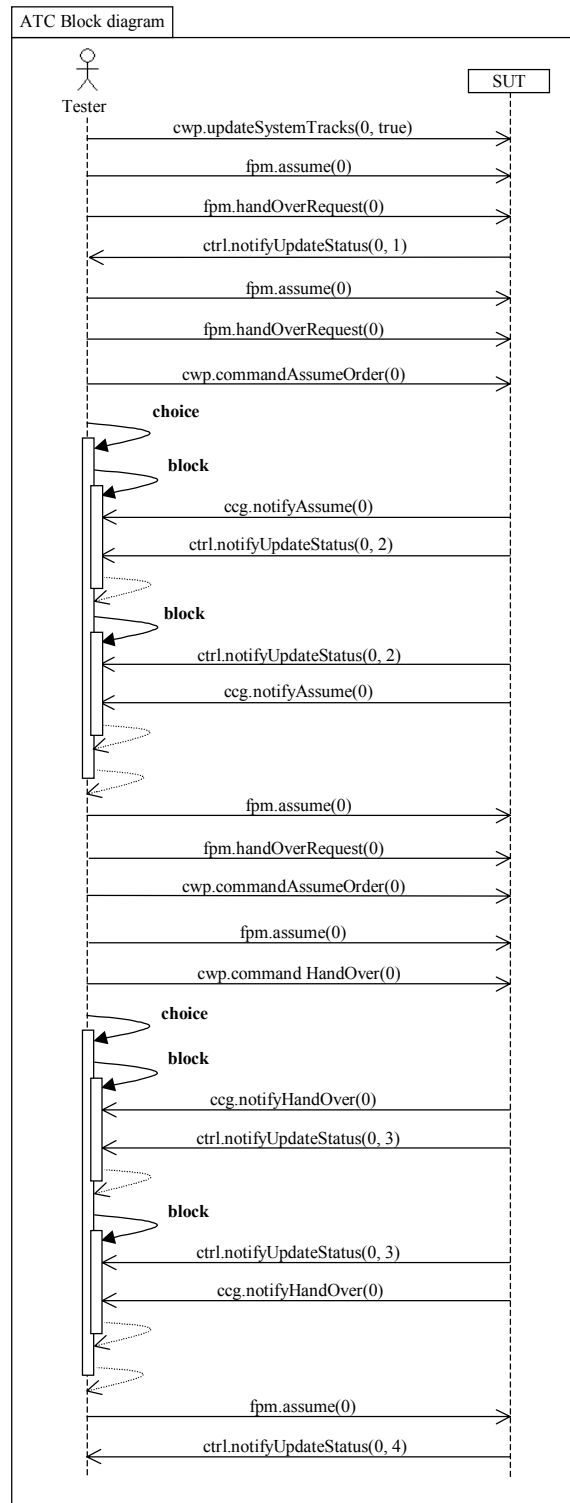 ATC Block diagram
Tester
SUT
cwp.updateSystemTracks(0, true)
fpm.assume(0)
fpm.handOverRequest(0)
ctrl.notifyUpdateStatus(0, 1)
fpm.assume(0)
fpm.handOverRequest(0)
cwp.commandAssumeOrder(0)
choice
block
ccg.notifyAssume(0)
ctrl.notifyUpdateStatus(0, 2)
block
ctrl.notifyUpdateStatus(0, 2)
ccg.notifyAssume(0)
fpm.assume(0)
fpm.handOverRequest(0)
cwp.commandAssumeOrder(0)
fpm.assume(0)
cwp.command HandOver(0)
choice
block
ccg.notifyHandOver(0)
ctrl.notifyUpdateStatus(0, 3)
block
ctrl.notifyUpdateStatus(0, 3)
ccg.notifyHandOver(0)
fpm.assume(0)
ctrl.notifyUpdateStatus(0, 4)